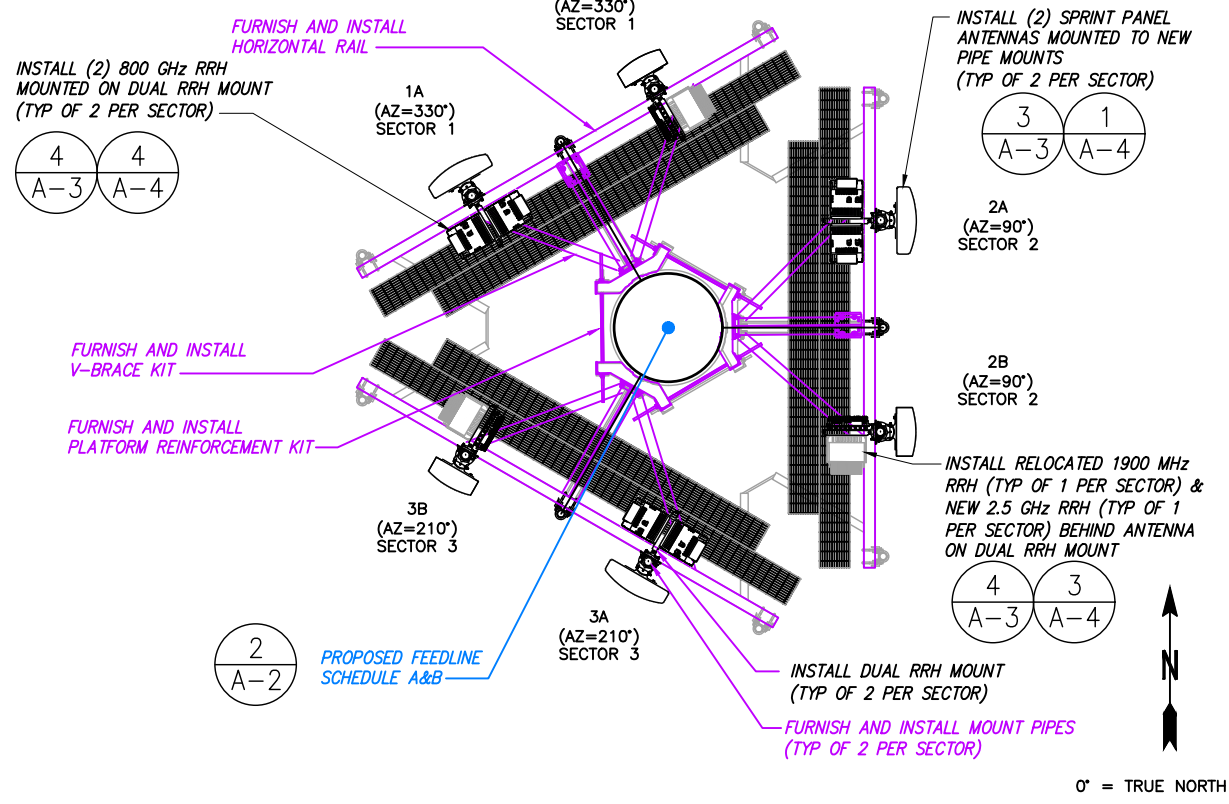 (AZ=330°)
SECTOR 1
FURNISH AND INSTALL
HORIZONTAL RAIL
INSTALL (2) SPRINT PANEL
ANTENNAS MOUNTED TO NEW
PIPE MOUNTS
(TYP OF 2 PER SECTOR)
3
A-3
1
A-4
INSTALL (2) 800 GHz RRH
MOUNTED ON DUAL RRH MOUNT
(TYP OF 2 PER SECTOR)
4
A-3
4
A-4
1A
(AZ=330°)
SECTOR 1
2A
(AZ=90°)
SECTOR 2
FURNISH AND INSTALL
V-BRACE KIT
FURNISH AND INSTALL
PLATFORM REINFORCEMENT KIT
2B
(AZ=90°)
SECTOR 2
INSTALL RELOCATED 1900 MHz
RRH (TYP OF 1 PER SECTOR) &
NEW 2.5 GHz RRH (TYP OF 1
PER SECTOR) BEHIND ANTENNA
ON DUAL RRH MOUNT
4
A-3
3
A-4
3B
(AZ=210°)
SECTOR 3
3A
(AZ=210°)
SECTOR 3
2
A-2
PROPOSED FEEDLINE
SCHEDULE A&B
INSTALL DUAL RRH MOUNT
(TYP OF 2 PER SECTOR)
FURNISH AND INSTALL MOUNT PIPES
(TYP OF 2 PER SECTOR)
N
0° = TRUE NORTH